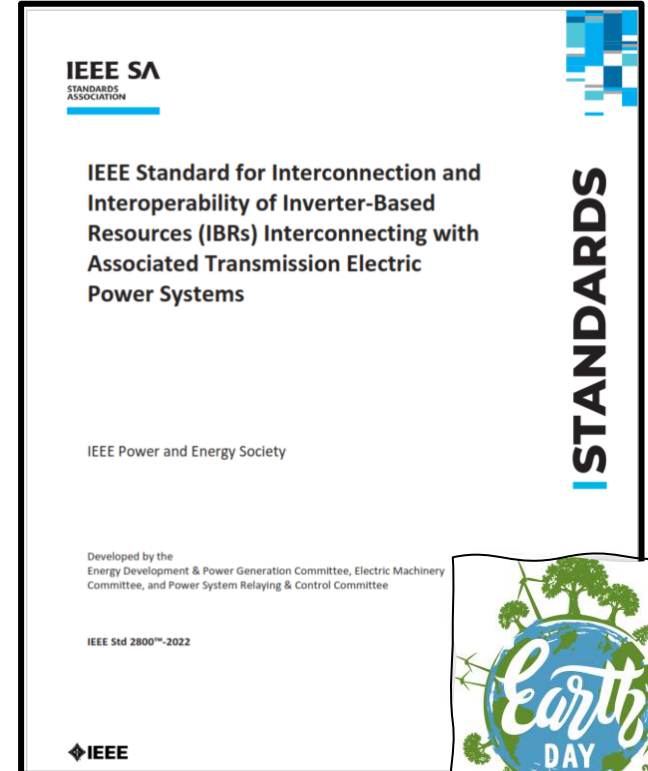 IEEE SA
STANDARDS
ASSOCIATION
IEEE Standard for Interconnection and
Interoperability of Inverter-Based
Resources (IBRs) Interconnecting with
Associated Transmission Electric
Power Systems
STANDARDS
IEEE Power and Energy Society
Developed by the
Energy Development & Power Generation Committee, Electric Machinery
Committee, and Power System Relaying & Control Committee
IEEE Std 2800™-2022
IEEE
Earth
DAY